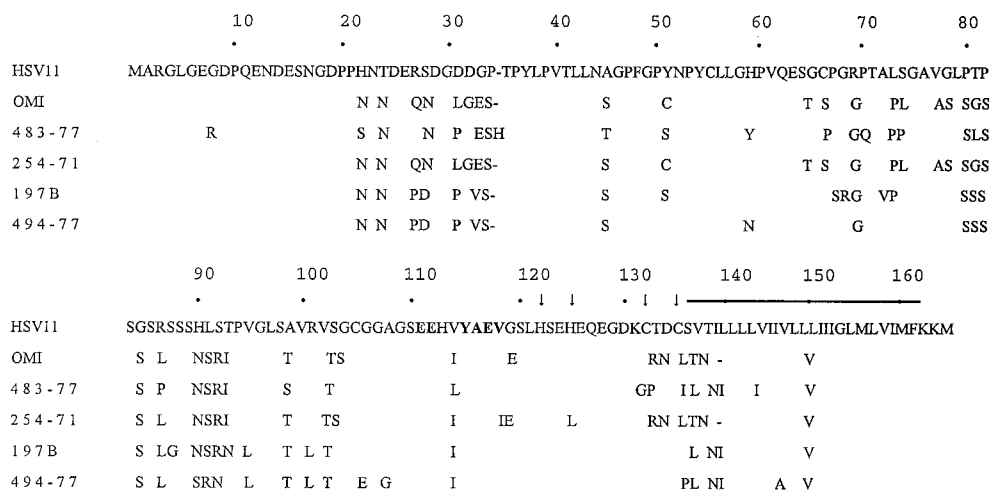 10 20 30 40 50 60 70 80
HSV11 MARGLGEGDPQENDESNGDPPHNTDERSDGDDGP-TPYLPVTLLNAGPFGPYNPYCLLGHPVQESGCPGRPTALSGAVGLPTP
OMI N N QN LGES- S C T S G PL AS SGS
483-77 R S N N P ESH T S Y P GQ PP SLS
254-71 N N QN LGES- S C T S G PL AS SGS
197B N N PD P VS- S S SRG VP SSS
494-77 N N PD P VS- S N G SSS
90 100 110 120 130 140 150 160
HSV11 SGSRSSSHLSTPVGLSAVRVSGCGGAGSEEHVYAEVGSLHSEHEQEGDKCTDCSVTILLLLVIIVLLLIIIGLMLVIMFKKM
OMI S L NSRI T TS I E RN LTN - V
483-77 S P NSRI S T L GP IL NI I V
254-71 S L NSRI T TS I IE L RN LTN - V
197B S LG NSRN L T L T I L NI V
494-77 S L SRN L T L T E G I PL NI A V